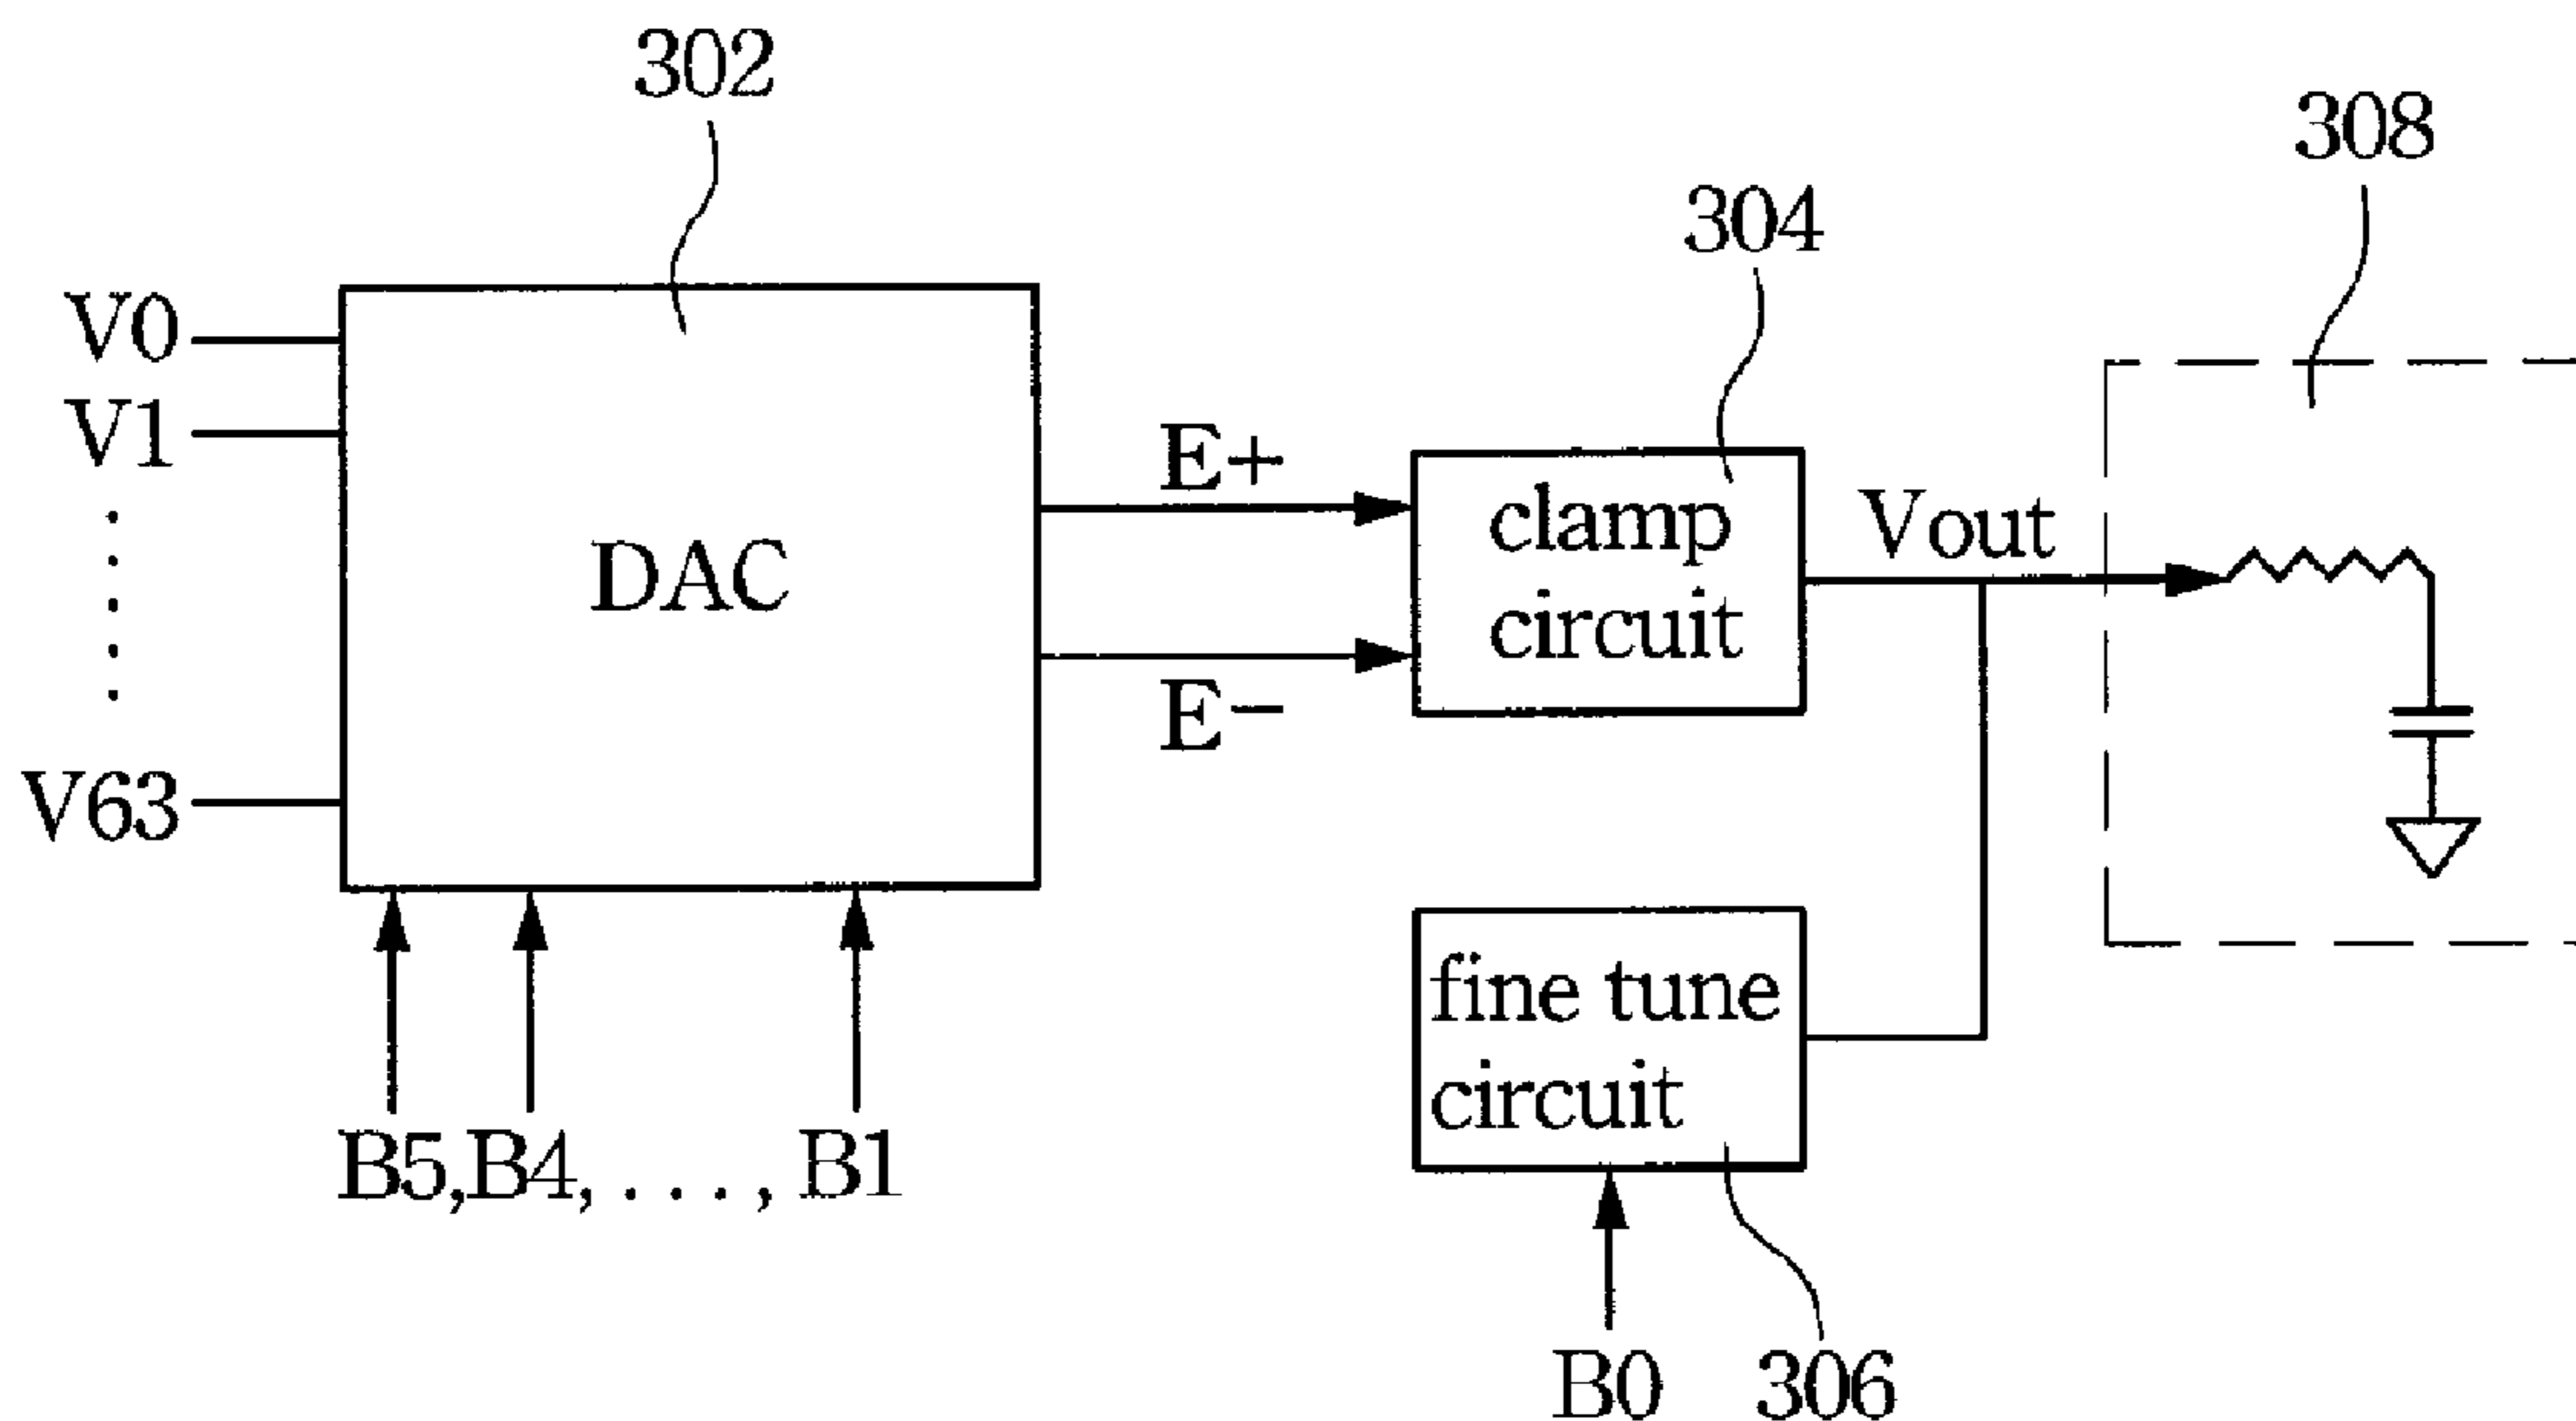 302
308
304
V0
V1
V63
DAC
E+
E−
clamp
circuit
Vout
fine tune
circuit
B5,B4, . . . , B1
B0
306